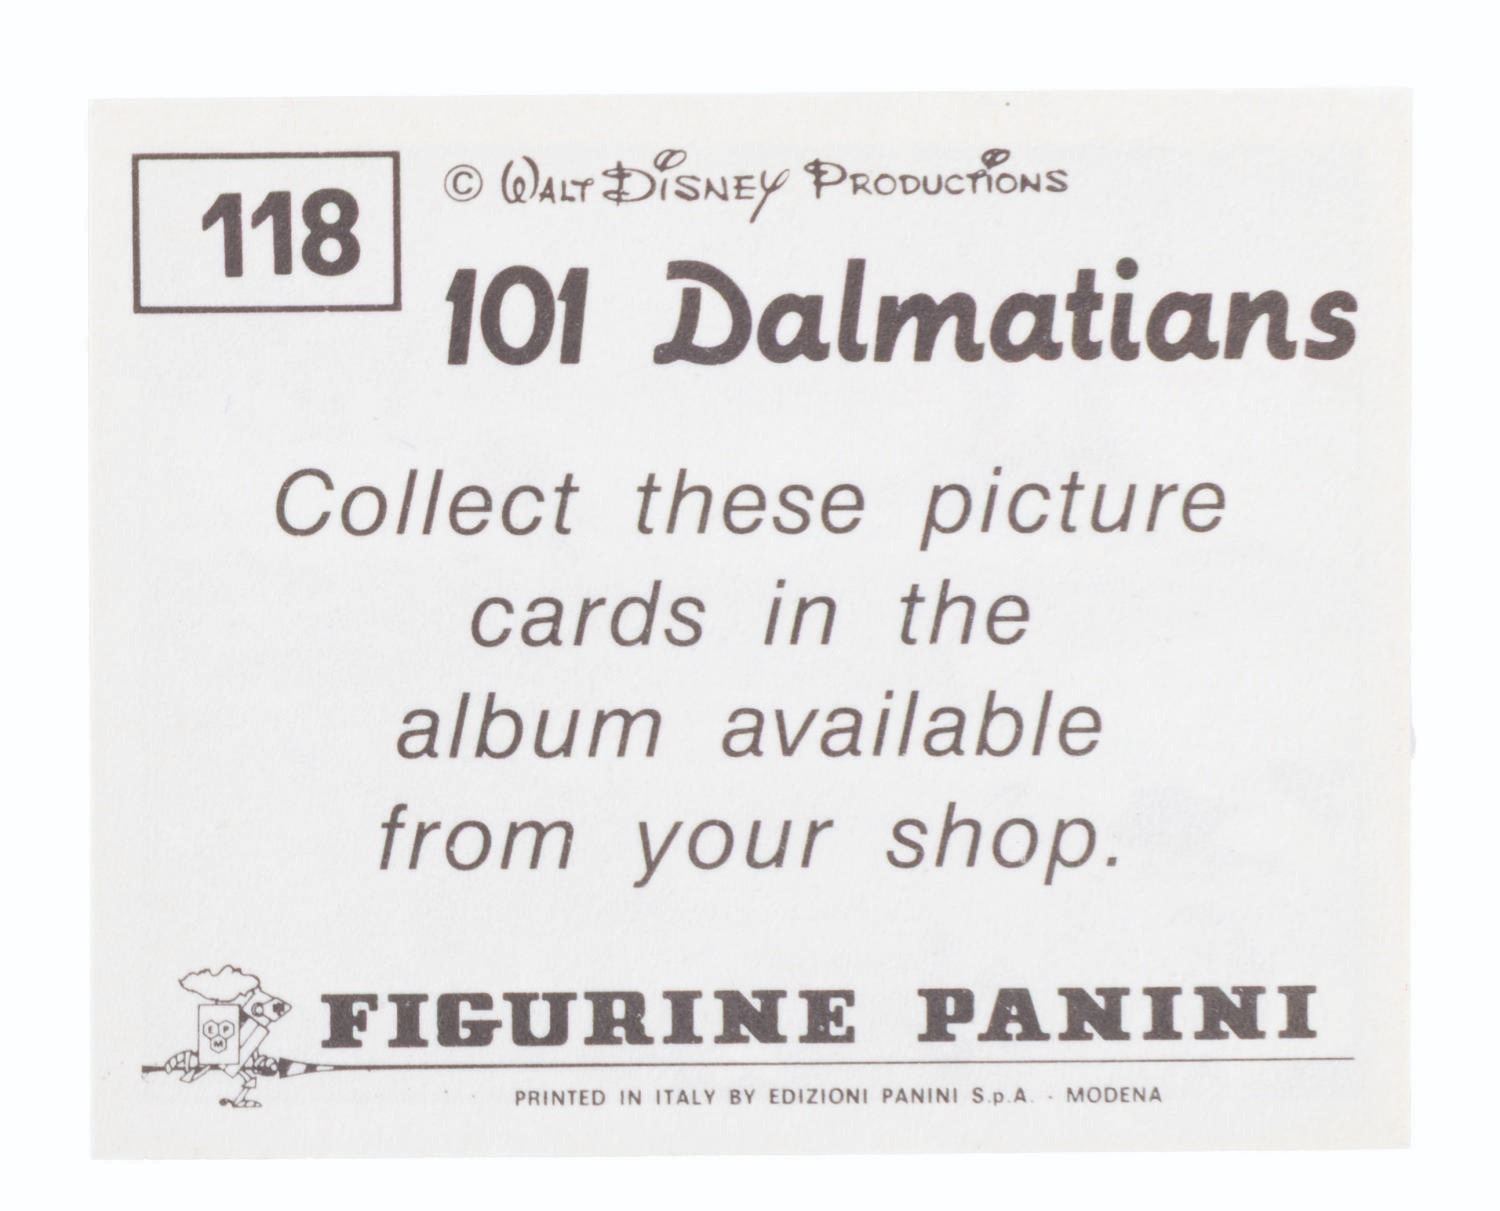 118
© WALT DISNEY PRODUCTIONS
101 Dalmatians
Collect these picture
cards in the
album available
from your shop.
EPM
FIGURINE PANINI
PRINTED IN ITALY BY EDIZIONI PANINI S.p.A. - MODENA